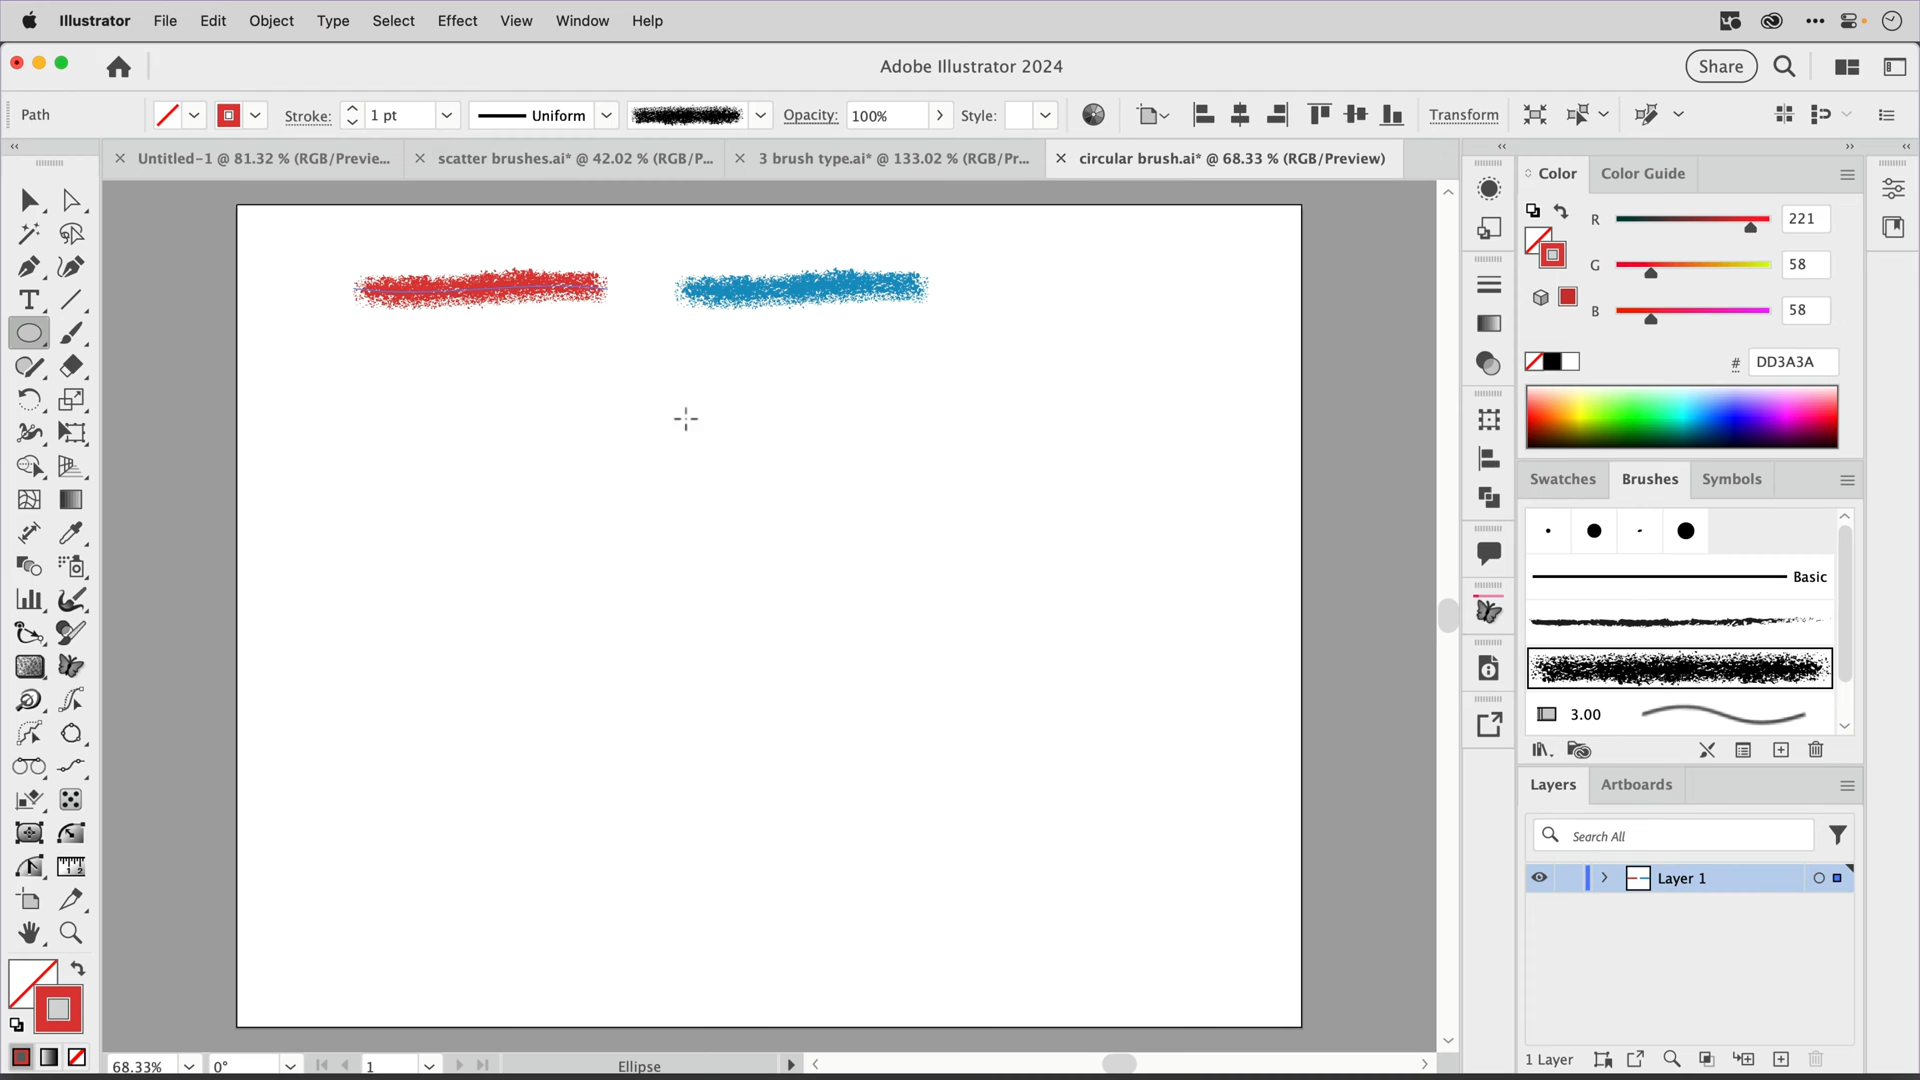 Illustrator File Edit Object Type Select Effect View Window Help
Adobe Illustrator 2024
Share
Path
Stroke:
1 pt
Uniform
Opacity:
100%
Style:
Transform
Untitled-1 @ 81.32 % (RGB/Previe...
scatter brushes.ai* @ 42.02 % (RGB/P...
3 brush type.ai* @ 133.02 % (RGB/Pr...
circular brush.ai* @ 68.33 % (RGB/Preview)
Color
Color Guide
R
221
G
58
B
58
#
DD3A3A
Swatches
Brushes
Symbols
Basic
3.00
Layers
Artboards
Search All
Layer 1
1 Layer
68.33%
0°
1
Ellipse